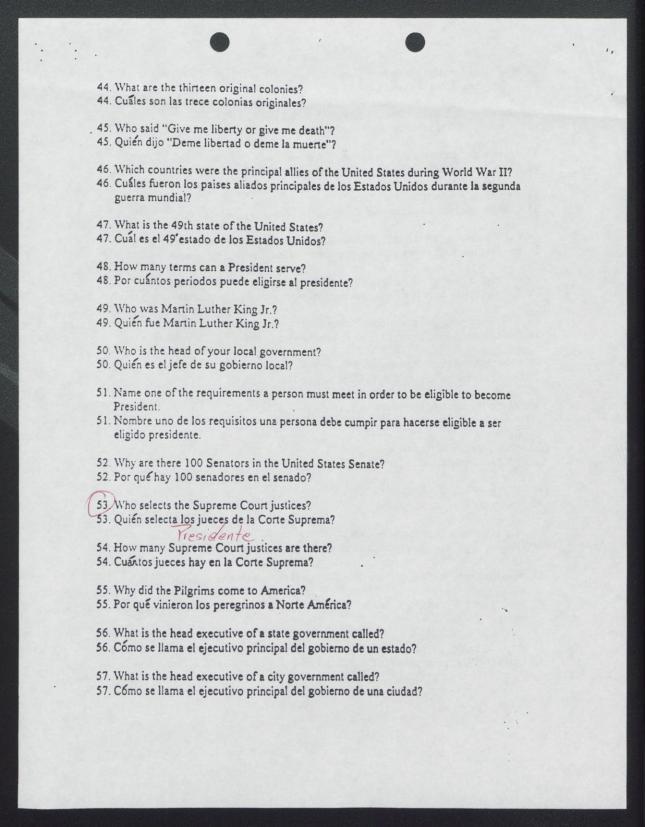 44. What are the thirteen original colonies?
44. Cuáles son las trece colonias originales?
45. Who said "Give me liberty or give me death"?
45. Quién dijo "Deme libertad o deme la muerte"?
46. Which countries were the principal allies of the United States during World War II?
46. Cuáles fueron los paises aliados principales de los Estados Unidos durante la segunda
guerra mundial?
47. What is the 49th state of the United States?
47. Cuál es el 49° estado de los Estados Unidos?
48. How many terms can a President serve?
48. Por cuántos periodos puede eligirse al presidente?
49. Who was Martin Luther King Jr.?
49. Quién fue Martin Luther King Jr.?
50. Who is the head of your local government?
50. Quién es el jefe de su gobierno local?
51. Name one of the requirements a person must meet in order to be eligible to become
President.
51. Nombre uno de los requisitos una persona debe cumpir para hacerse eligible a ser
eligido presidente.
52. Why are there 100 Senators in the United States Senate?
52. Por qué hay 100 senadores en el senado?
53. Who selects the Supreme Court justices?
53. Quién selecta los jueces de la Corte Suprema?
Presidente
54. How many Supreme Court justices are there?
54. Cuántos jueces hay en la Corte Suprema?
55. Why did the Pilgrims come to America?
55. Por qué vinieron los peregrinos a Norte América?
56. What is the head executive of a state government called?
56. Cómo se llama el ejecutivo principal del gobierno de un estado?
57. What is the head executive of a city government called?
57. Cómo se llama el ejecutivo principal del gobierno de una ciudad?